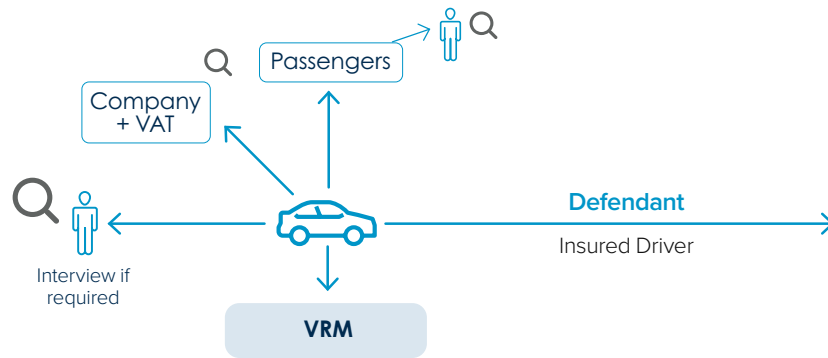 Passengers
Company
+ VAT
Defendant
Insured Driver
Interview if
required
VRM